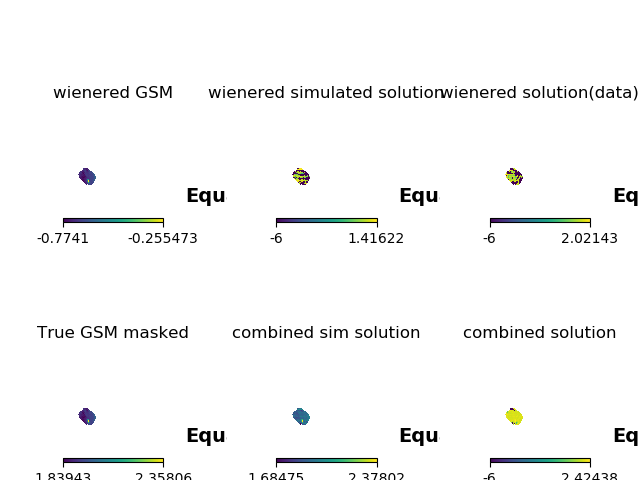 wienered GSM
wienered simulated solution
wienered solution(data)
Equ
Equ
Eq
-0.7741 -0.255473
-6 1.41622
-6 2.02143
True GSM masked
combined sim solution
combined solution
Equ
Equ
Eq
1.83943 2.35806
1.68475 2.37802
-6 2.42438